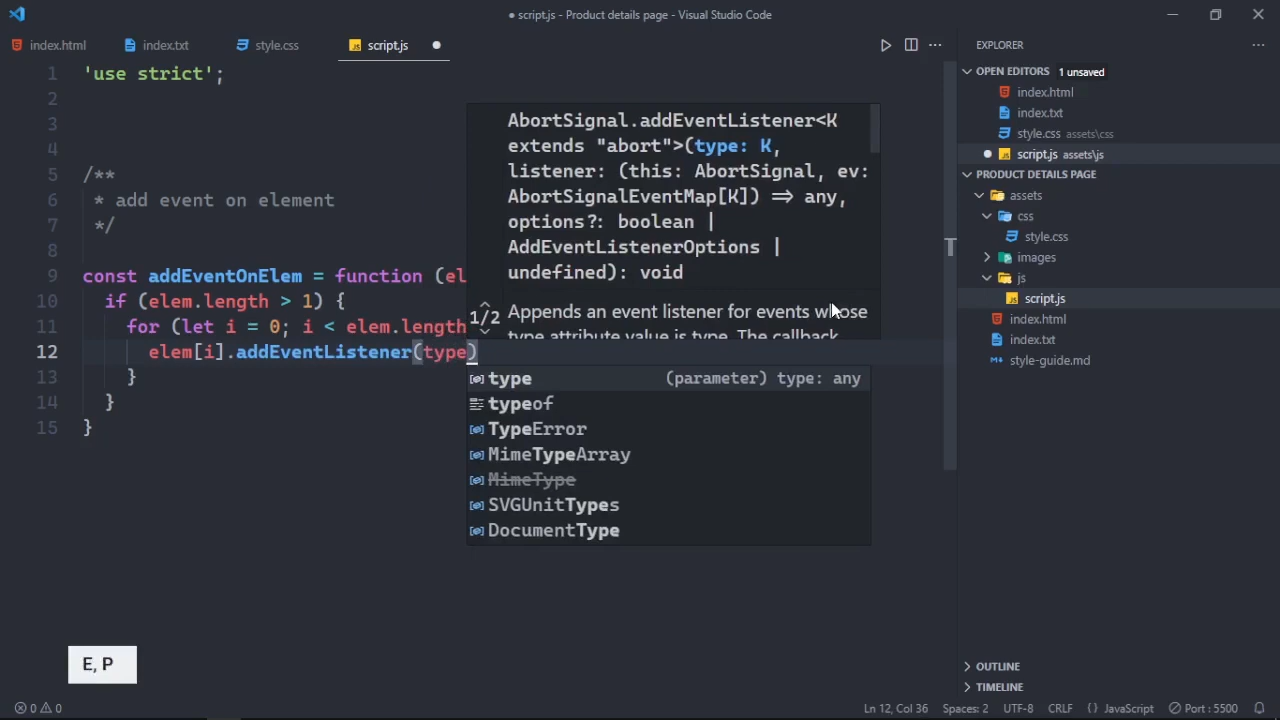 script.js - Product details page - Visual Studio Code
index.html
index.txt
style.css
script.js
1 'use strict';
2
3
4
5 /**
6 * add event on element
7 */
8
9 const addEventOnElem = function (el
10 if (elem.length > 1) {
11 for (let i = 0; i < elem.length
12 elem[i].addEventListener(type)
13 }
14 }
15 }
AbortSignal.addEventListener<K
extends "abort">(type: K,
listener: (this: AbortSignal, ev:
AbortSignalEventMap[K]) => any,
options?: boolean |
AddEventListenerOptions |
undefined): void
1/2
Appends an event listener for events whose
type attribute value is type. The callback
type (parameter) type: any
typeof
TypeError
MimeTypeArray
MimeType
SVGUnitTypes
DocumentType
E, P
EXPLORER
OPEN EDITORS 1 unsaved
index.html
index.txt
style.css assets\css
script.js assets\js
PRODUCT DETAILS PAGE
assets
css
style.css
images
js
script.js
index.html
index.txt
style-guide.md
OUTLINE
TIMELINE
0 0
Ln 12, Col 36 Spaces: 2 UTF-8 CRLF {} JavaScript Port : 5500